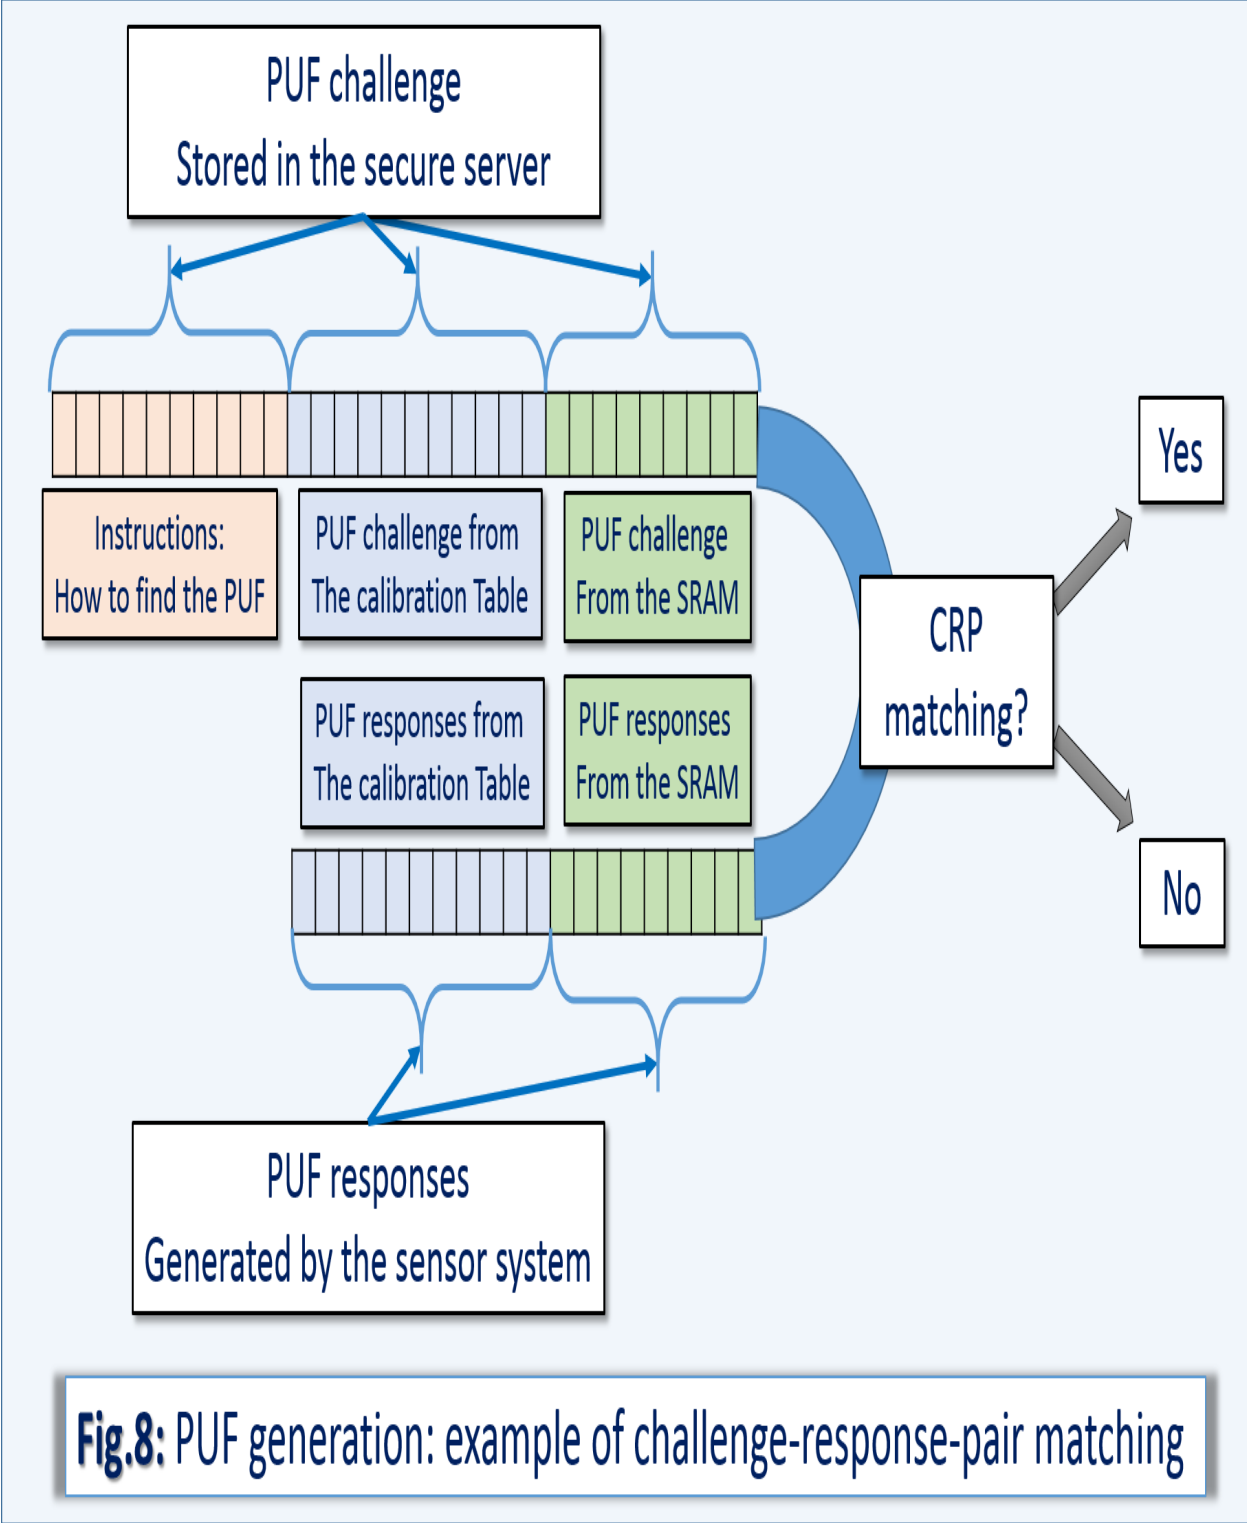 PUF challenge
Stored in the secure server
Instructions:
How to find the PUF
PUF challenge from
The calibration Table
PUF challenge
From the SRAM
Yes
CRP
matching?
PUF responses from
The calibration Table
PUF responses
From the SRAM
No
PUF responses
Generated by the sensor system
Fig.8: PUF generation: example of challenge-response-pair matching